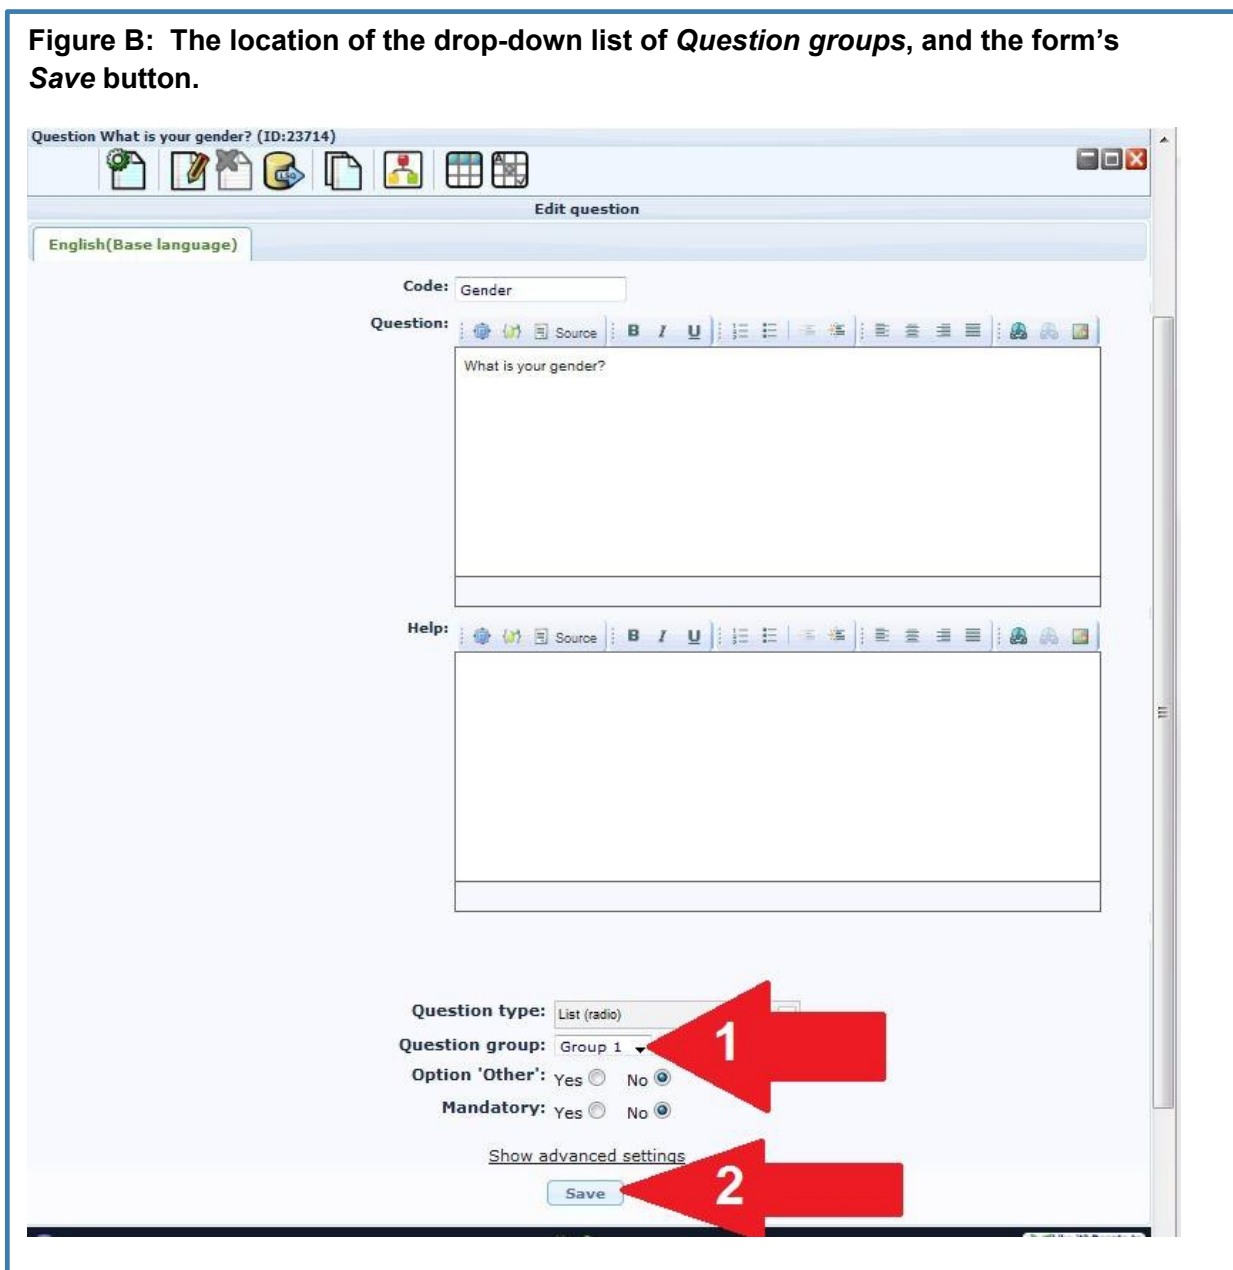 Figure B:  The location of the drop-down list of Question groups, and the form’s
Save button.
Question What is your gender? (ID:23714)
LSQ
Edit question
English(Base language)
Code: Gender
Question: Source B I U
What is your gender?
Help: Source B I U
Question type: List (radio)
1
Question group: Group 1
Option 'Other': Yes No
Mandatory: Yes No
Show advanced settings
2
Save